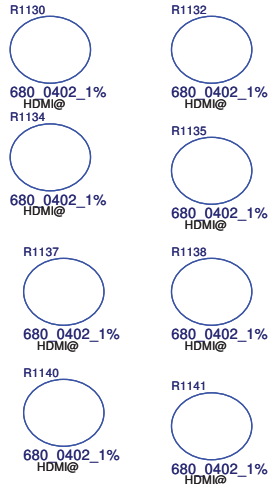 R1130
R1132
680_0402_1%
680_0402_1%
HDMI@
HDMI@
R1134
R1135
680_0402_1%
HDMI@
680_0402_1%
HDMI@
R1137
R1138
680_0402_1%
680_0402_1%
HDMI@
HDMI@
R1140
R1141
680_0402_1%
HDMI@
680_0402_1%
HDMI@